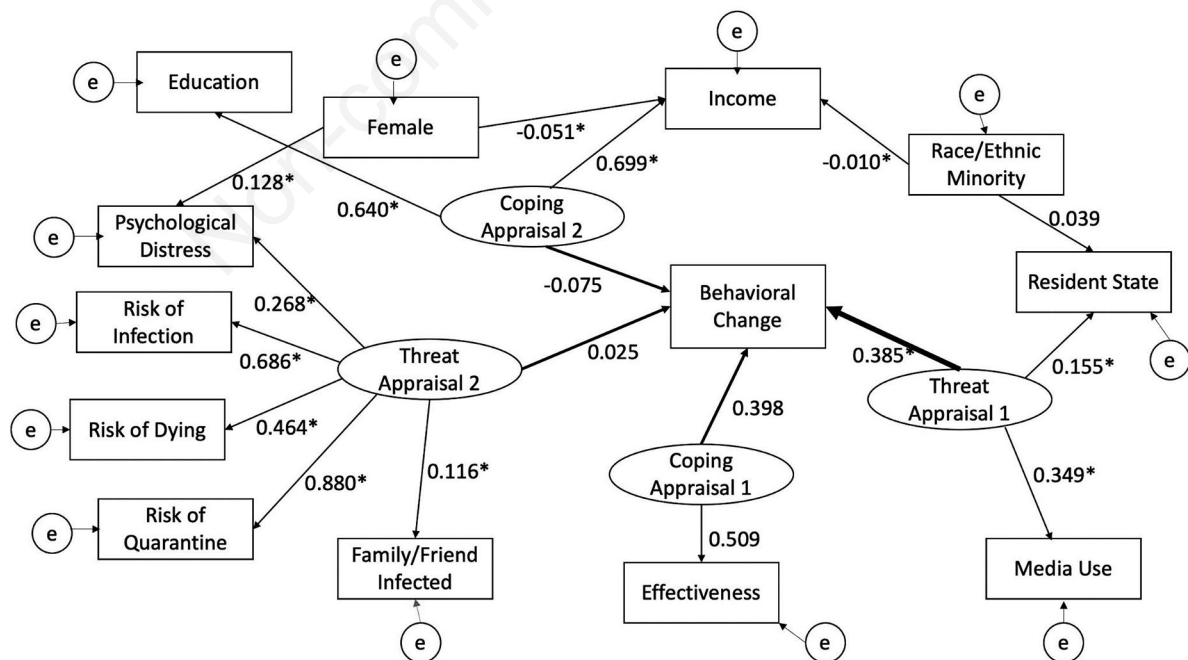 Non-com
e
Education
e
Female
e
Income
e
Race/Ethnic
Minority
-0.051*
0.699*
-0.010*
0.128*
0.640*
Coping
Appraisal 2
0.039
e
Psychological
Distress
-0.075
Behavioral
Change
Resident State
e
e
Risk of
Infection
0.268*
0.686*
Threat
Appraisal 2
0.025
0.385*
Threat
Appraisal 1
0.155*
e
Risk of Dying
0.464*
0.398
0.880*
0.116*
Coping
Appraisal 1
0.349*
e
Risk of
Quarantine
Family/Friend
Infected
e
0.509
Effectiveness
e
Media Use
e